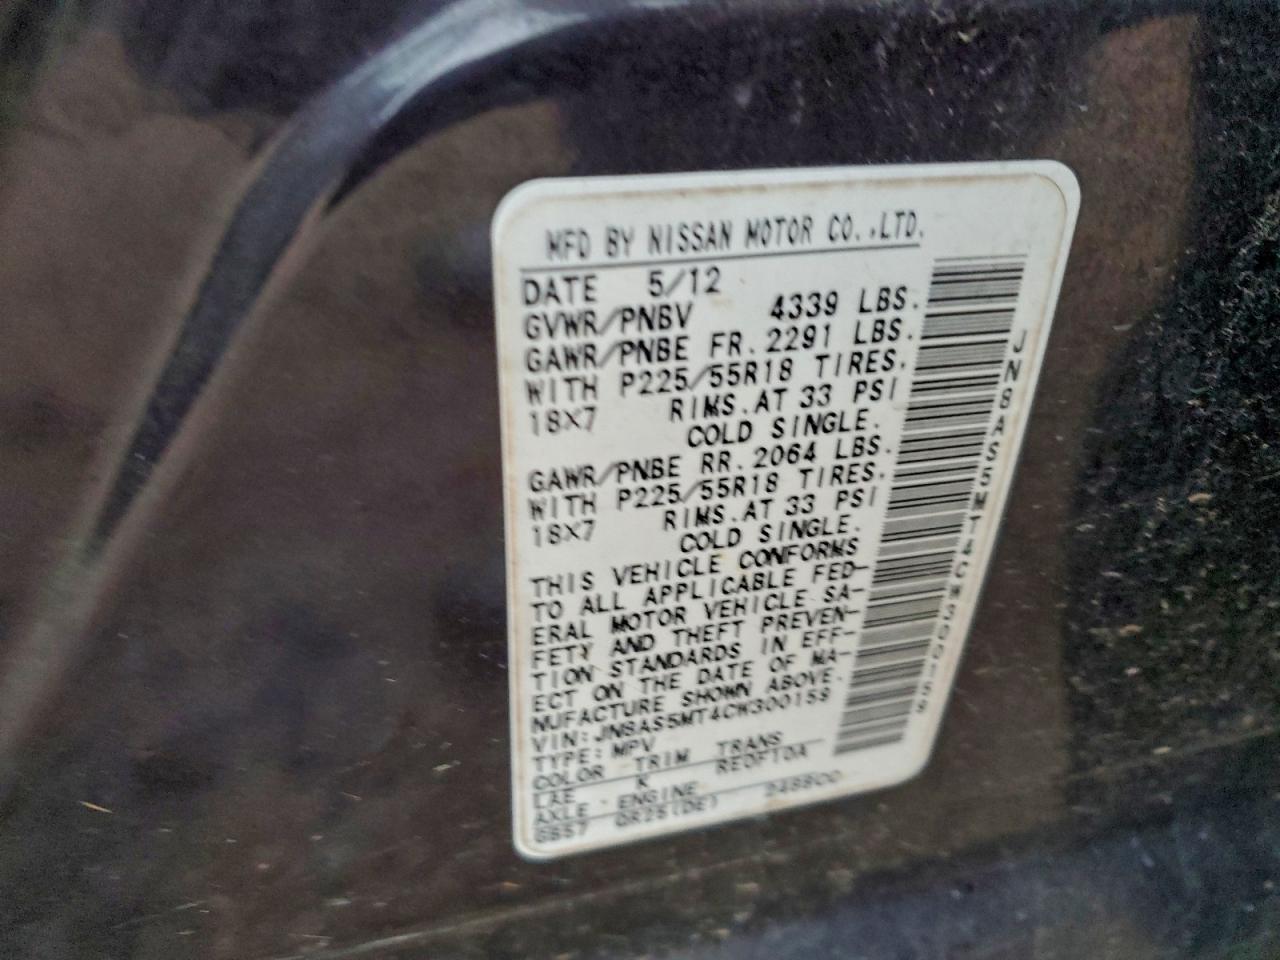 MFD BY NISSAN MOTOR CO.,LTD.
DATE 5/12
GVWR/PNBV 4339 LBS.
GAWR/PNBE FR. 2291 LBS.
WITH P225/55R18 TIRES,
18X7 RIMS.AT 33 PSI
COLD SINGLE.
GAWR/PNBE RR. 2064 LBS.
WITH P225/55R18 TIRES.
18X7 RIMS.AT 33 PSI
COLD SINGLE.
THIS VEHICLE CONFORMS
TO ALL APPLICABLE FED-
ERAL MOTOR VEHICLE SA-
FETY AND THEFT PREVEN-
TION STANDARDS IN EFF-
ECT ON THE DATE OF MA-
NUFACTURE SHOWN ABOVE.
VIN:JN8AS5MT4CW300159
TYPE:MPV
COLOR TRIM TRANS
LAE K RE0F10A
AXLE ENGINE
GB57 QR25(DE) 2488CC